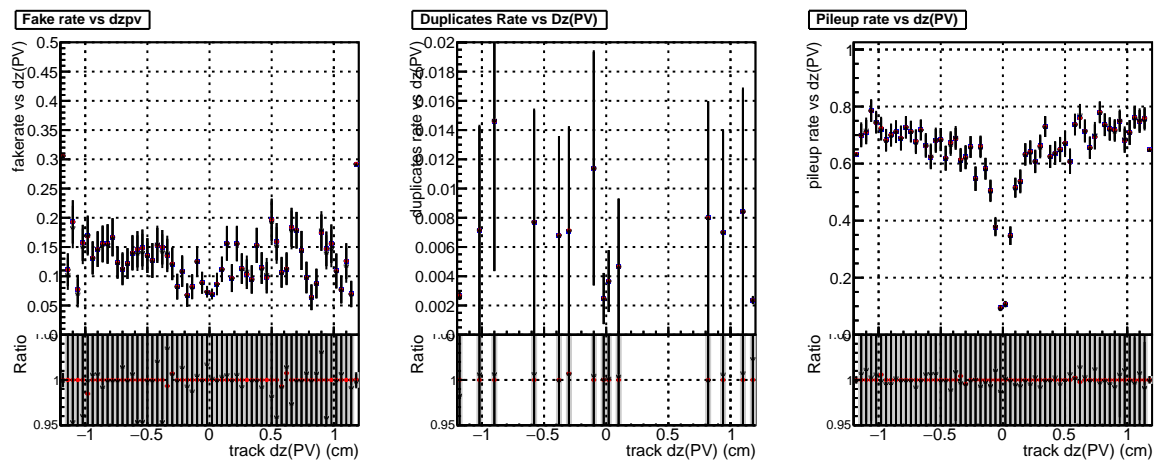 Fake rate vs dzpv
fakerate vs dz(PV)
0.5
0.45
0.4
0.35
0.3
0.25
0.2
0.15
0.1
0.05
0
Ratio
1
0.95
−1 −0.5 0 0.5 1
track dz(PV) (cm)
Duplicates Rate vs Dz(PV)
duplicates rate vs dz(PV)
0.02
0.018
0.016
0.014
0.012
0.01
0.008
0.006
0.004
0.002
0
Ratio
1
0.95
−1 −0.5 0 0.5 1
track dz(PV) (cm)
Pileup rate vs dz(PV)
pileup rate vs dz(PV)
1
0.8
0.6
0.4
0.2
0
Ratio
1
0.95
−1 −0.5 0 0.5 1
track dz(PV) (cm)